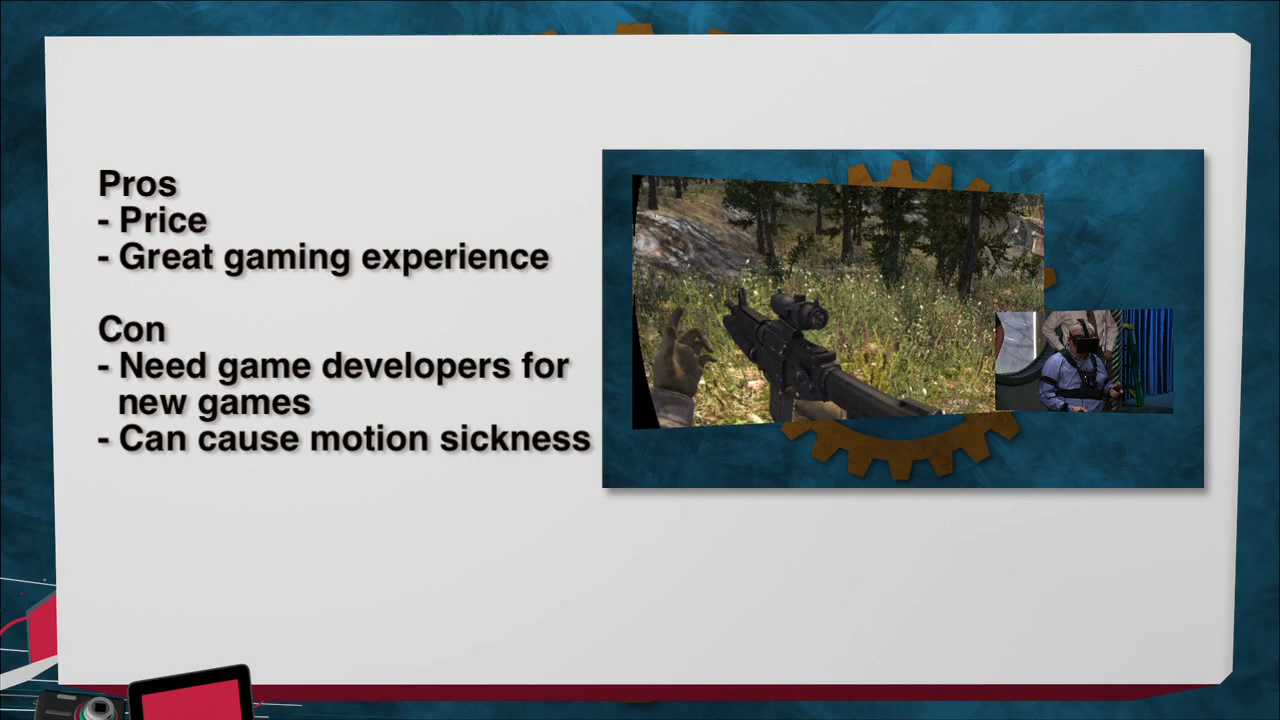 Pros
- Price
- Great gaming experience
Con
- Need game developers for
new games
- Can cause motion sickness